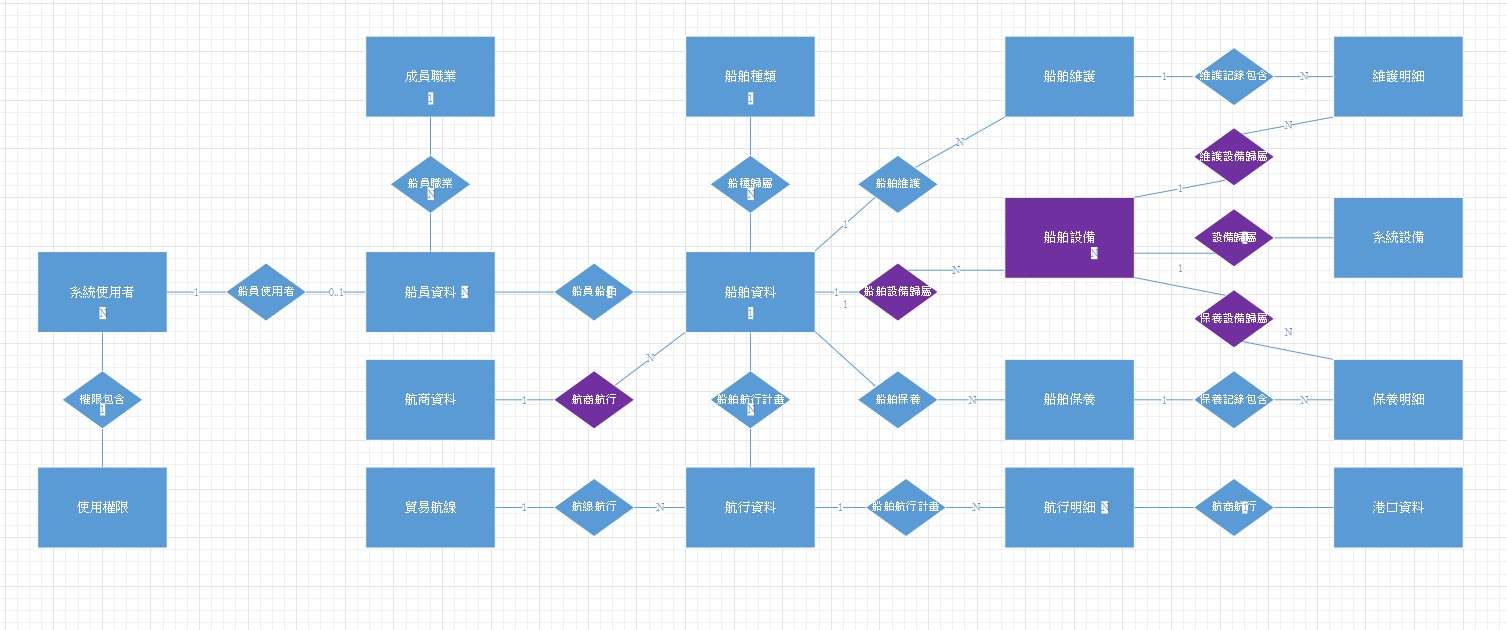 成員職業
1
船舶種類
1
船舶維護
1
維護記錄包含
N
維護明細
N
維護設備歸屬
1
N
船員職業
N
船種歸屬
N
船舶維護
1
船舶設備
N
設備歸屬
1
系統設備
系統使用者
N
1
船員使用者
0..1
船員資料
N
船員船舶
1
船舶資料
1
1
1
船舶設備歸屬
N
保養設備歸屬
N
N
航商資料
1
航商航行
權限包含
1
船舶航行計畫
N
船舶保養
N
船舶保養
1
保養記錄包含
N
保養明細
使用權限
貿易航線
1
航線航行
N
航行資料
1
船舶航行計畫
N
航行明細
N
航商航行
1
港口資料